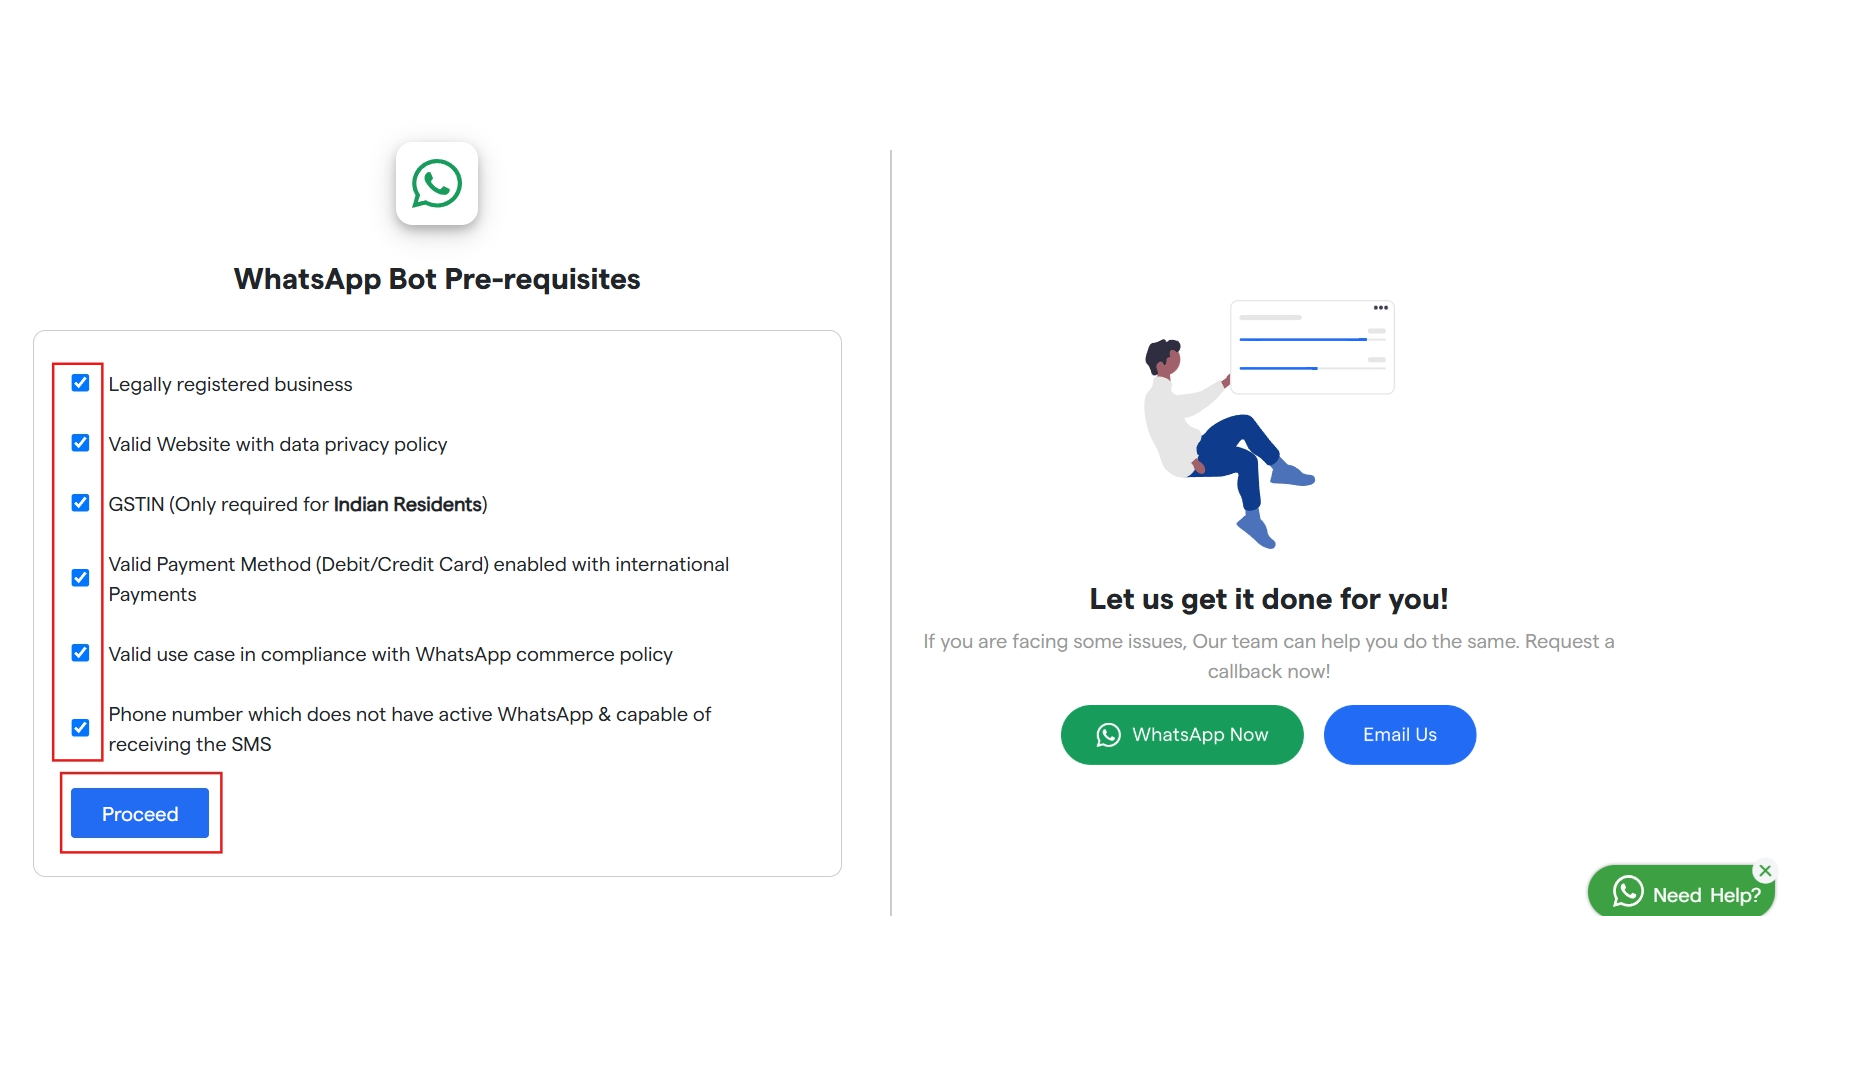 WhatsApp Bot Pre-requisites
Legally registered business
Valid Website with data privacy policy
GSTIN (Only required for Indian Residents)
Valid Payment Method (Debit/Credit Card) enabled with international
Payments
Valid use case in compliance with WhatsApp commerce policy
Phone number which does not have active WhatsApp & capable of
receiving the SMS
Proceed
Let us get it done for you!
If you are facing some issues, Our team can help you do the same. Request a
callback now!
WhatsApp Now
Email Us
Need Help?